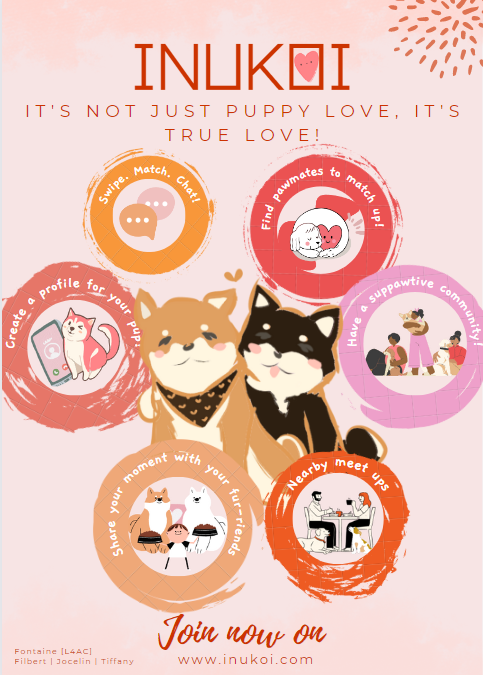 INUKOI
IT'S NOT JUST PUPPY LOVE, IT'S
TRUE LOVE!
Swipe. Match. Chat!
Find pawmates to match up!
Create a profile for your pup.
Have a suppawtive community!
Share your moment with your fur-riends
Nearby meet ups
Join now on
www.inukoi.com
Fontaine [L4AC]
Filbert | Jocelin | Tiffany